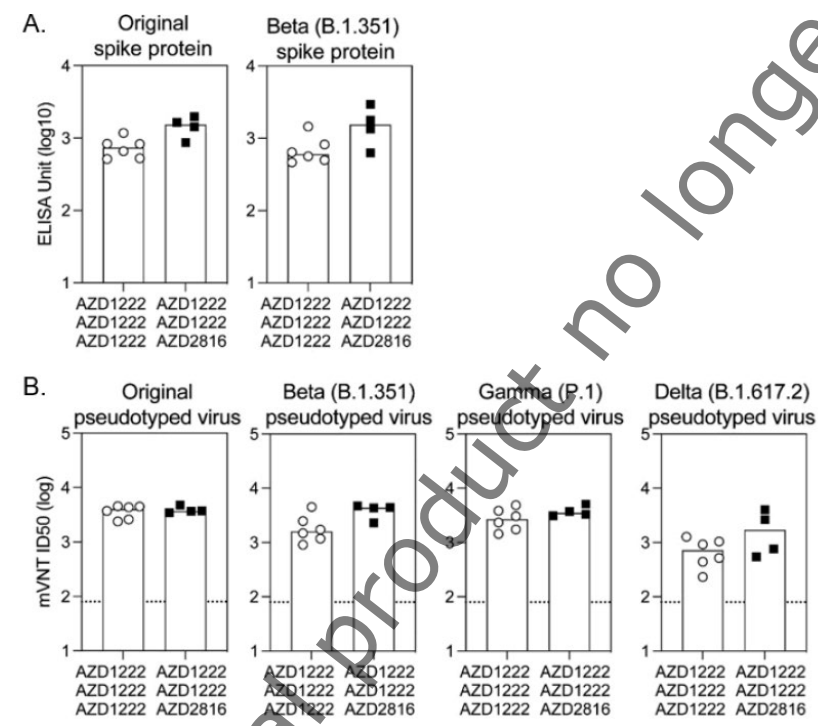 A.
Original
spike protein
Beta (B.1.351)
spike protein
ELISA Unit (log10)
4
3
2
1
4
3
2
1
AZD1222 AZD1222
AZD1222 AZD1222
AZD1222 AZD2816
AZD1222 AZD1222
AZD1222 AZD1222
AZD1222 AZD2816
B.
Original
pseudotyped virus
Beta (B.1.351)
pseudotyped virus
Gamma (P.1)
pseudotyped virus
Delta (B.1.617.2)
pseudotyped virus
mVNT ID50 (log)
5
4
3
2
1
5
4
3
2
1
5
4
3
2
1
5
4
3
2
1
AZD1222 AZD1222
AZD1222 AZD1222
AZD1222 AZD2816
AZD1222 AZD1222
AZD1222 AZD1222
AZD1222 AZD2816
AZD1222 AZD1222
AZD1222 AZD1222
AZD1222 AZD2816
AZD1222 AZD1222
AZD1222 AZD1222
AZD1222 AZD2816
product no longe